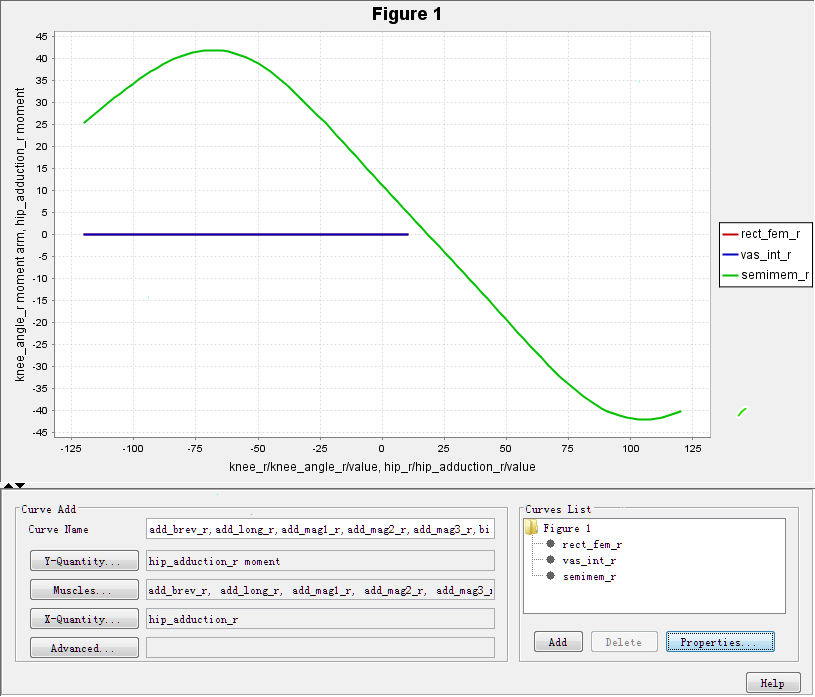 Figure 1
45
40
35
30
25
20
15
10
5
0
-5
-10
-15
-20
-25
-30
-35
-40
-45
knee_angle_r moment arm, hip_adduction_r moment
-125 -100 -75 -50 -25 0 25 50 75 100 125
knee_r/knee_angle_r/value, hip_r/hip_adduction_r/value
rect_fem_r
vas_int_r
semimem_r
Curve Add
Curve Name add_brev_r, add_long_r, add_mag1_r, add_mag2_r, add_mag3_r, bi
Y-Quantity... hip_adduction_r moment
Muscles... add_brev_r, add_long_r, add_mag1_r, add_mag2_r, add_mag3_r
X-Quantity... hip_adduction_r
Advanced...
Curves List
Figure 1
rect_fem_r
vas_int_r
semimem_r
Add Delete Properties...
Help